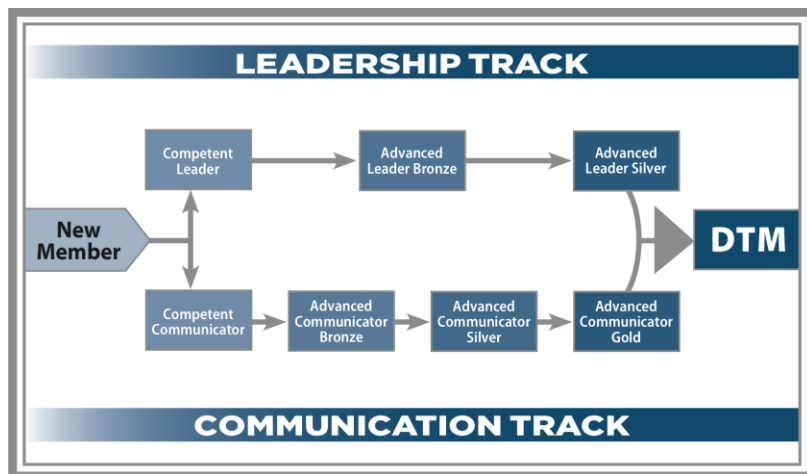 LEADERSHIP TRACK
Competent
Leader
Advanced
Leader Bronze
Advanced
Leader Silver
New
Member
DTM
Competent
Communicator
Advanced
Communicator
Bronze
Advanced
Communicator
Silver
Advanced
Communicator
Gold
COMMUNICATION TRACK